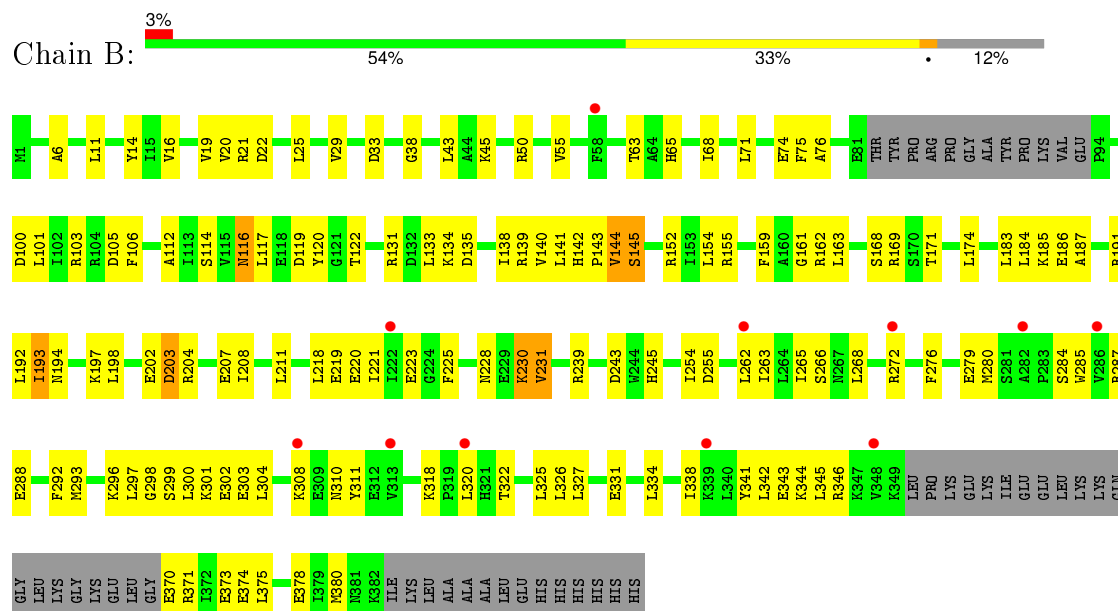 3%
Chain B:
54% 33% • 12%
M1 A6 L11 Y14 I15 V16 V19 V20 R21 D22 L25 V29 D33 G38 L43 A44 K45 R50 V55 F58 T63 A64 H65 I68 L71 E74 F75 A76 E81 THR TYR PRO ARG PRO GLY ALA TYR PRO LYS VAL GLU P94
D100 L101 I102 R103 R104 D105 F106 A112 I113 S114 V115 N116 L117 E118 D119 Y120 G121 T122 R131 D132 L133 K134 D135 I138 R139 V140 L141 H142 P143 V144 S145 R152 I153 L154 R155 F159 A160 G161 R162 L163 S168 R169 S170 T171 L174 L183 L184 K185 E186 A187 R191
L192 I193 N194 K197 L198 E202 D203 R204 E207 I208 L211 L218 E219 E220 I221 I222 E223 G224 F225 N228 E229 K230 V231 R239 D243 W244 H245 I254 D255 L262 I263 L264 I265 S266 N267 L268 R272 F276 E279 M280 S281 A282 P283 S284 W285 V286 R287
E288 F292 M293 K296 L297 G298 S299 L300 K301 E302 E303 L304 K308 E309 N310 Y311 E312 V313 K318 P319 L320 H321 T322 L325 L326 L327 E331 L334 I338 K339 L340 Y341 L342 E343 K344 L345 R346 K347 V348 K349 LEU PRO LYS GLU LYS ILE GLU GLU LEU LYS LYS GLN
GLY LEU LYS GLY LYS GLU LEU GLY E370 R371 I372 E373 E374 L375 E378 I379 M380 N381 K382 ILE LYS LEU ALA ALA ALA LEU GLU HIS HIS HIS HIS HIS HIS